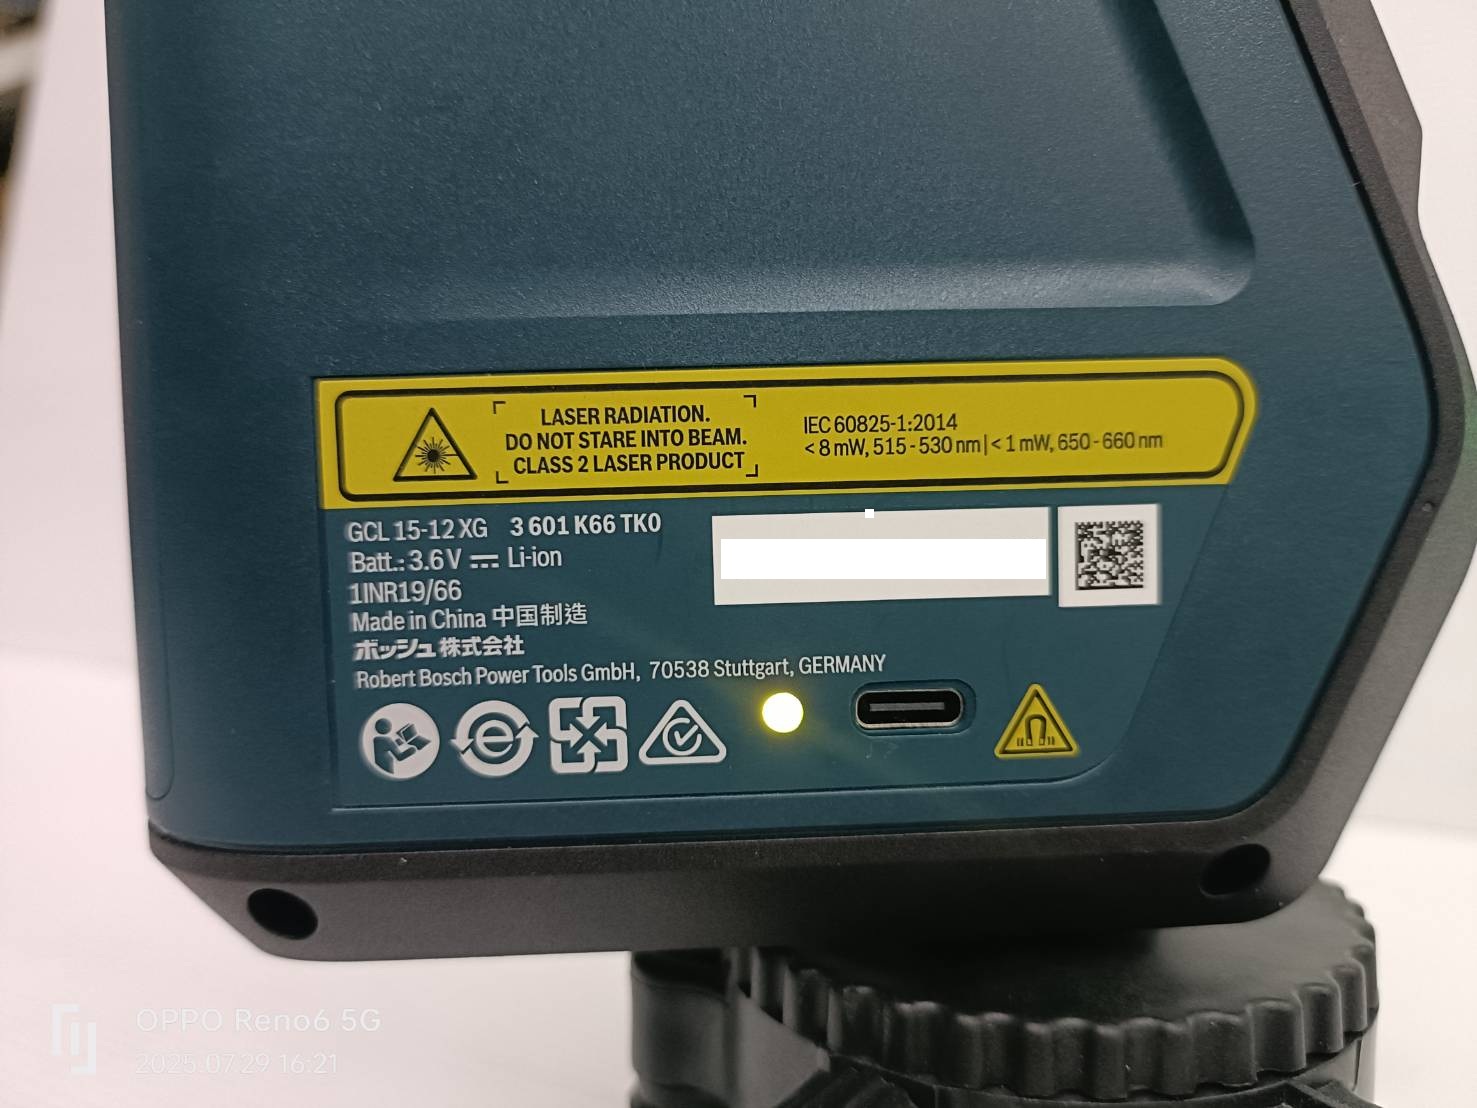 LASER RADIATION.
DO NOT STARE INTO BEAM.
CLASS 2 LASER PRODUCT
IEC 60825-1:2014
< 8 mW, 515 - 530 nm | < 1 mW, 650 - 660 nm
GCL 15-12 XG 3 601 K66 TK0
Batt.: 3.6 V ⎓ Li-ion
1INR19/66
Made in China 中国制造
ボッシュ株式会社
Robert Bosch Power Tools GmbH, 70538 Stuttgart, GERMANY
OPPO Reno6 5G
2025.07.29 16:21